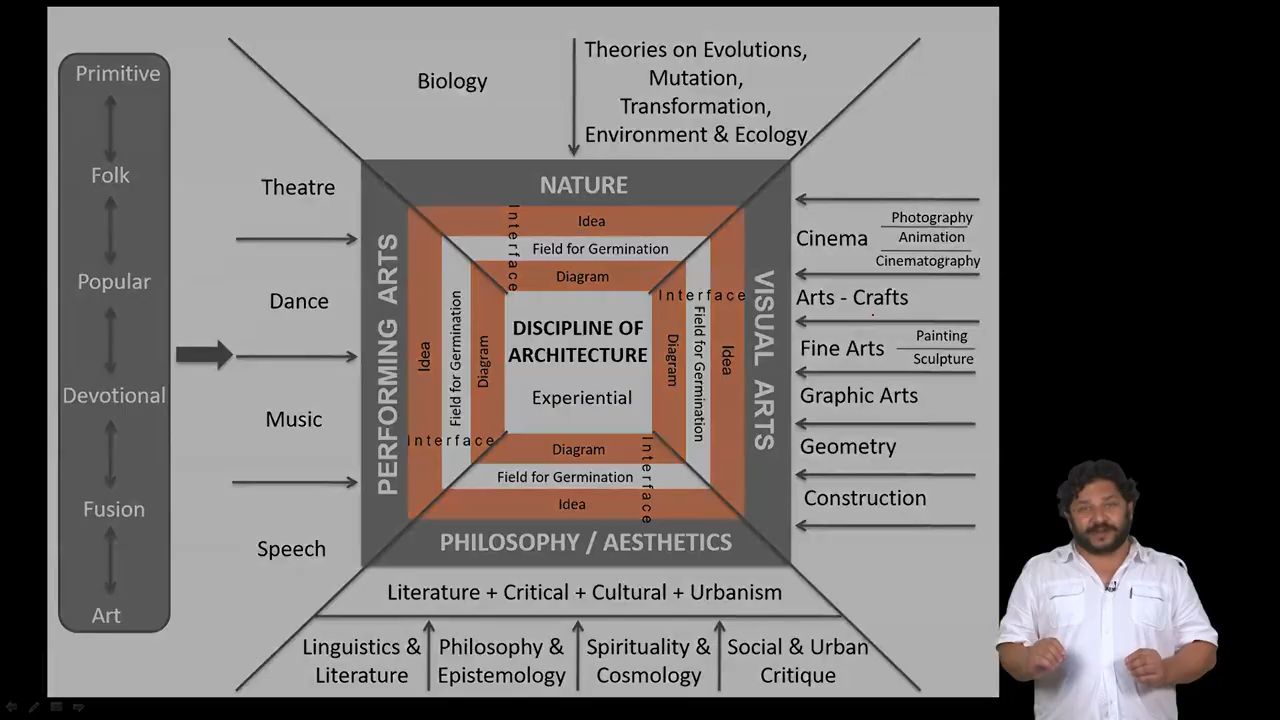 Primitive
Folk
Popular
Devotional
Fusion
Art
Biology
Theories on Evolutions,
Mutation,
Transformation,
Environment & Ecology
Theatre
Dance
Music
Speech
NATURE
Idea
Field for Germination
Diagram
Interface
PERFORMING ARTS
Idea
Field for Germination
Diagram
Interface
DISCIPLINE OF
ARCHITECTURE
Experiential
Interface
Diagram
Field for Germination
Idea
VISUAL ARTS
Diagram
Field for Germination
Idea
Interface
PHILOSOPHY / AESTHETICS
Cinema
Photography
Animation
Cinematography
Arts - Crafts
Fine Arts
Painting
Sculpture
Graphic Arts
Geometry
Construction
Literature + Critical + Cultural + Urbanism
Linguistics &
Literature
Philosophy &
Epistemology
Spirituality &
Cosmology
Social & Urban
Critique